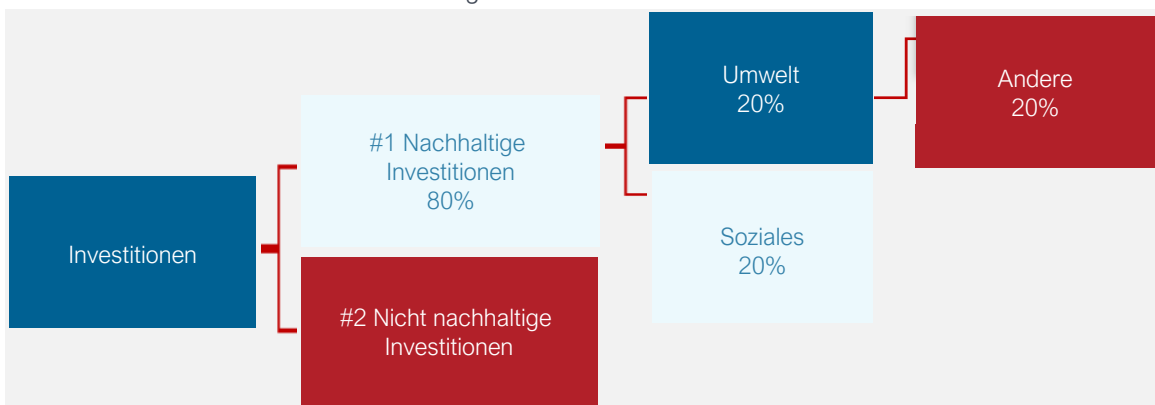 Umwelt
20%
Andere
20%
#1 Nachhaltige
Investitionen
80%
Investitionen
Soziales
20%
#2 Nicht nachhaltige
Investitionen